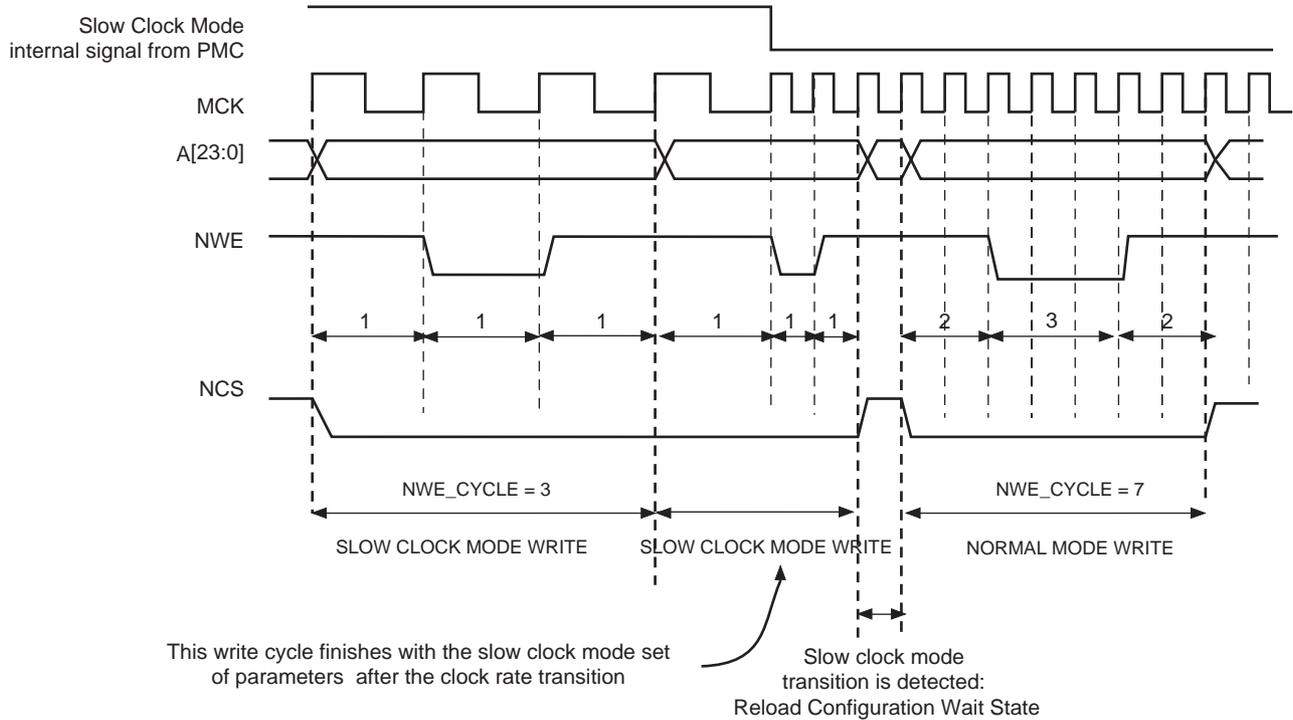 Slow Clock Mode
internal signal from PMC
MCK
A[23:0]
NWE
1 1 1 1 1 1 2 3 2
NCS
NWE_CYCLE = 3 NWE_CYCLE = 7
SLOW CLOCK MODE WRITE SLOW CLOCK MODE WRITE NORMAL MODE WRITE
This write cycle finishes with the slow clock mode set
of parameters after the clock rate transition
Slow clock mode
transition is detected:
Reload Configuration Wait State